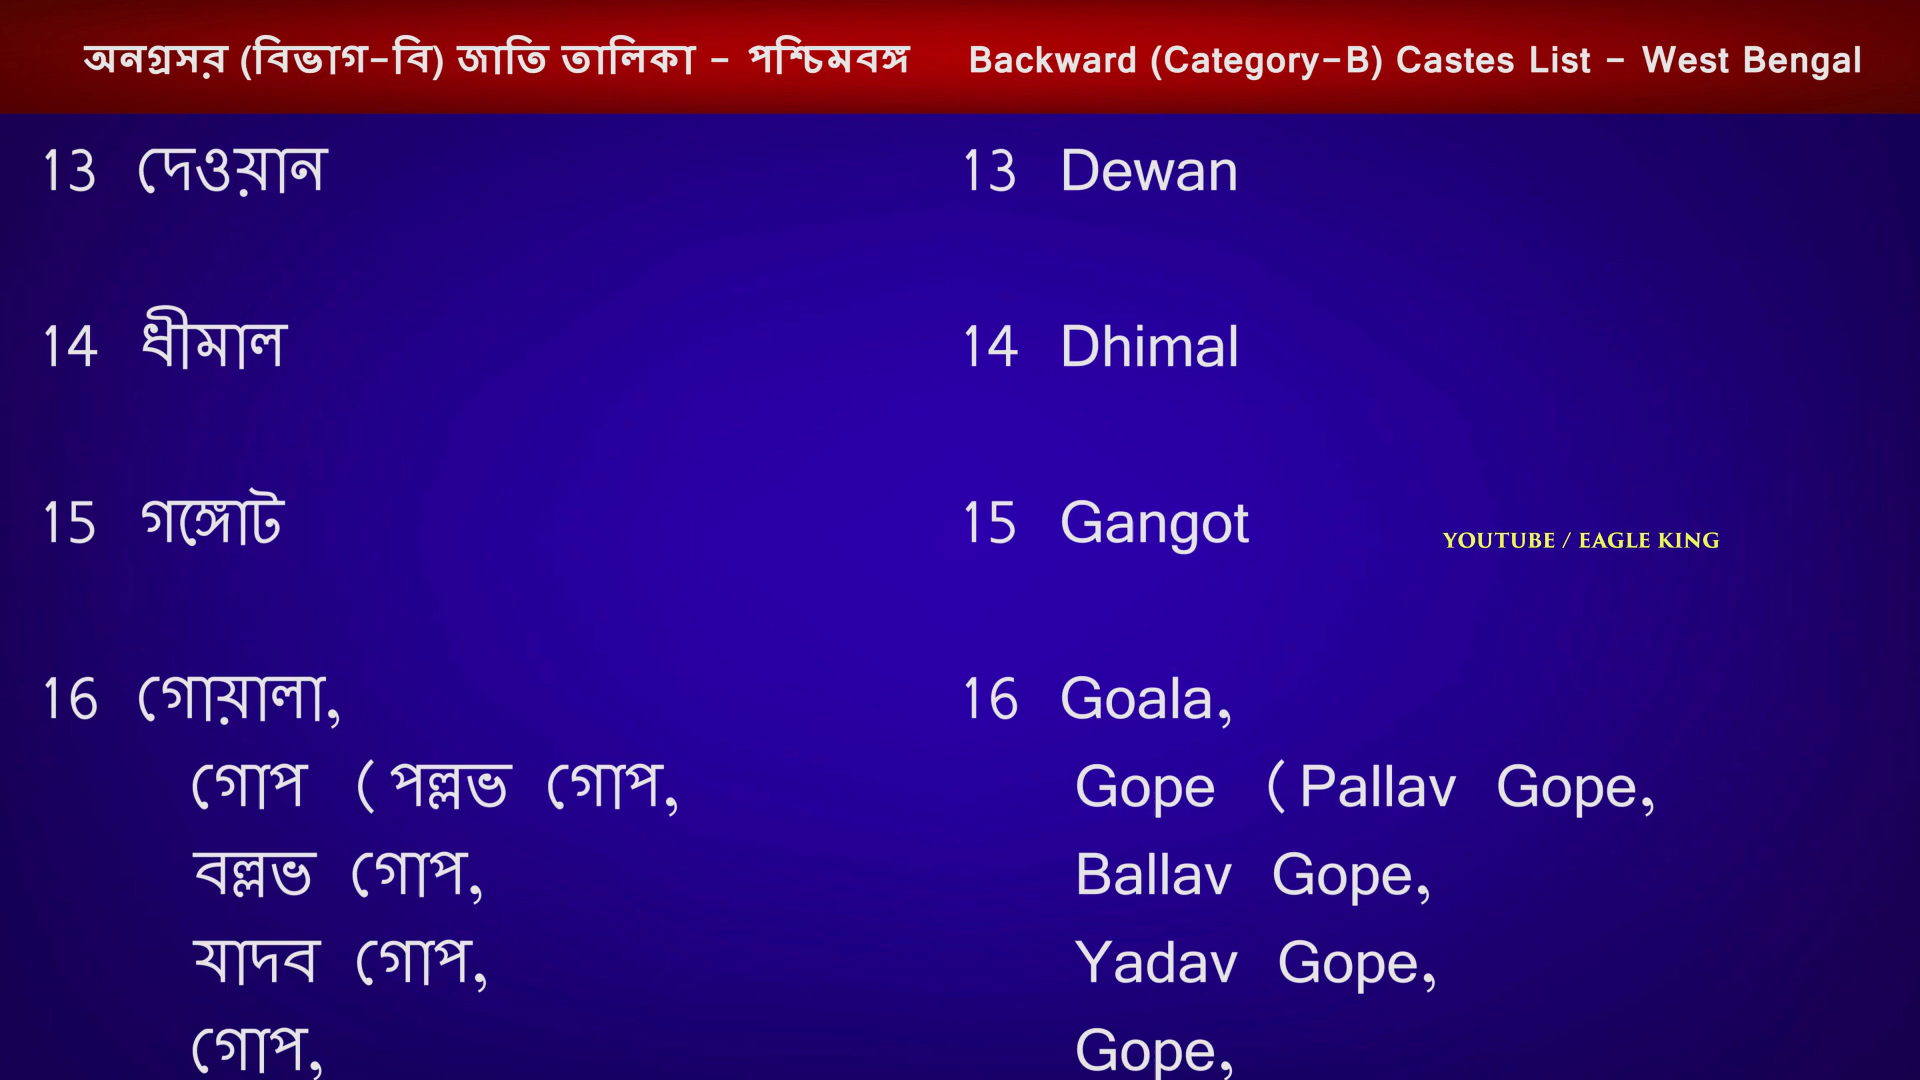 অনগ্রসর (বিভাগ-বি) জাতি তালিকা - পশ্চিমবঙ্গ Backward (Category-B) Castes List - West Bengal
13 দেওয়ান 13 Dewan
14 ধীমাল 14 Dhimal
15 গঙ্গোট 15 Gangot
YOUTUBE / EAGLE KING
16 গোয়ালা, 16 Goala,
গোপ (পল্লভ গোপ, Gope (Pallav Gope,
বল্লভ গোপ, Ballav Gope,
যাদব গোপ, Yadav Gope,
গোপ, Gope,